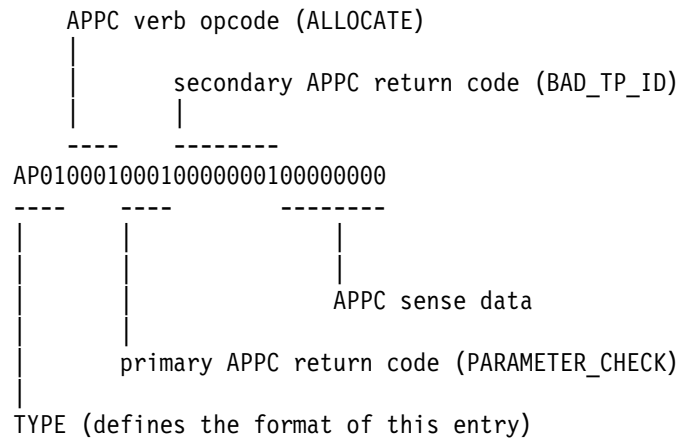 APPC verb opcode (ALLOCATE)
secondary APPC return code (BAD_TP_ID)
---- --------
AP01000100010000000100000000
---- ---- --------
APPC sense data
primary APPC return code (PARAMETER_CHECK)
TYPE (defines the format of this entry)